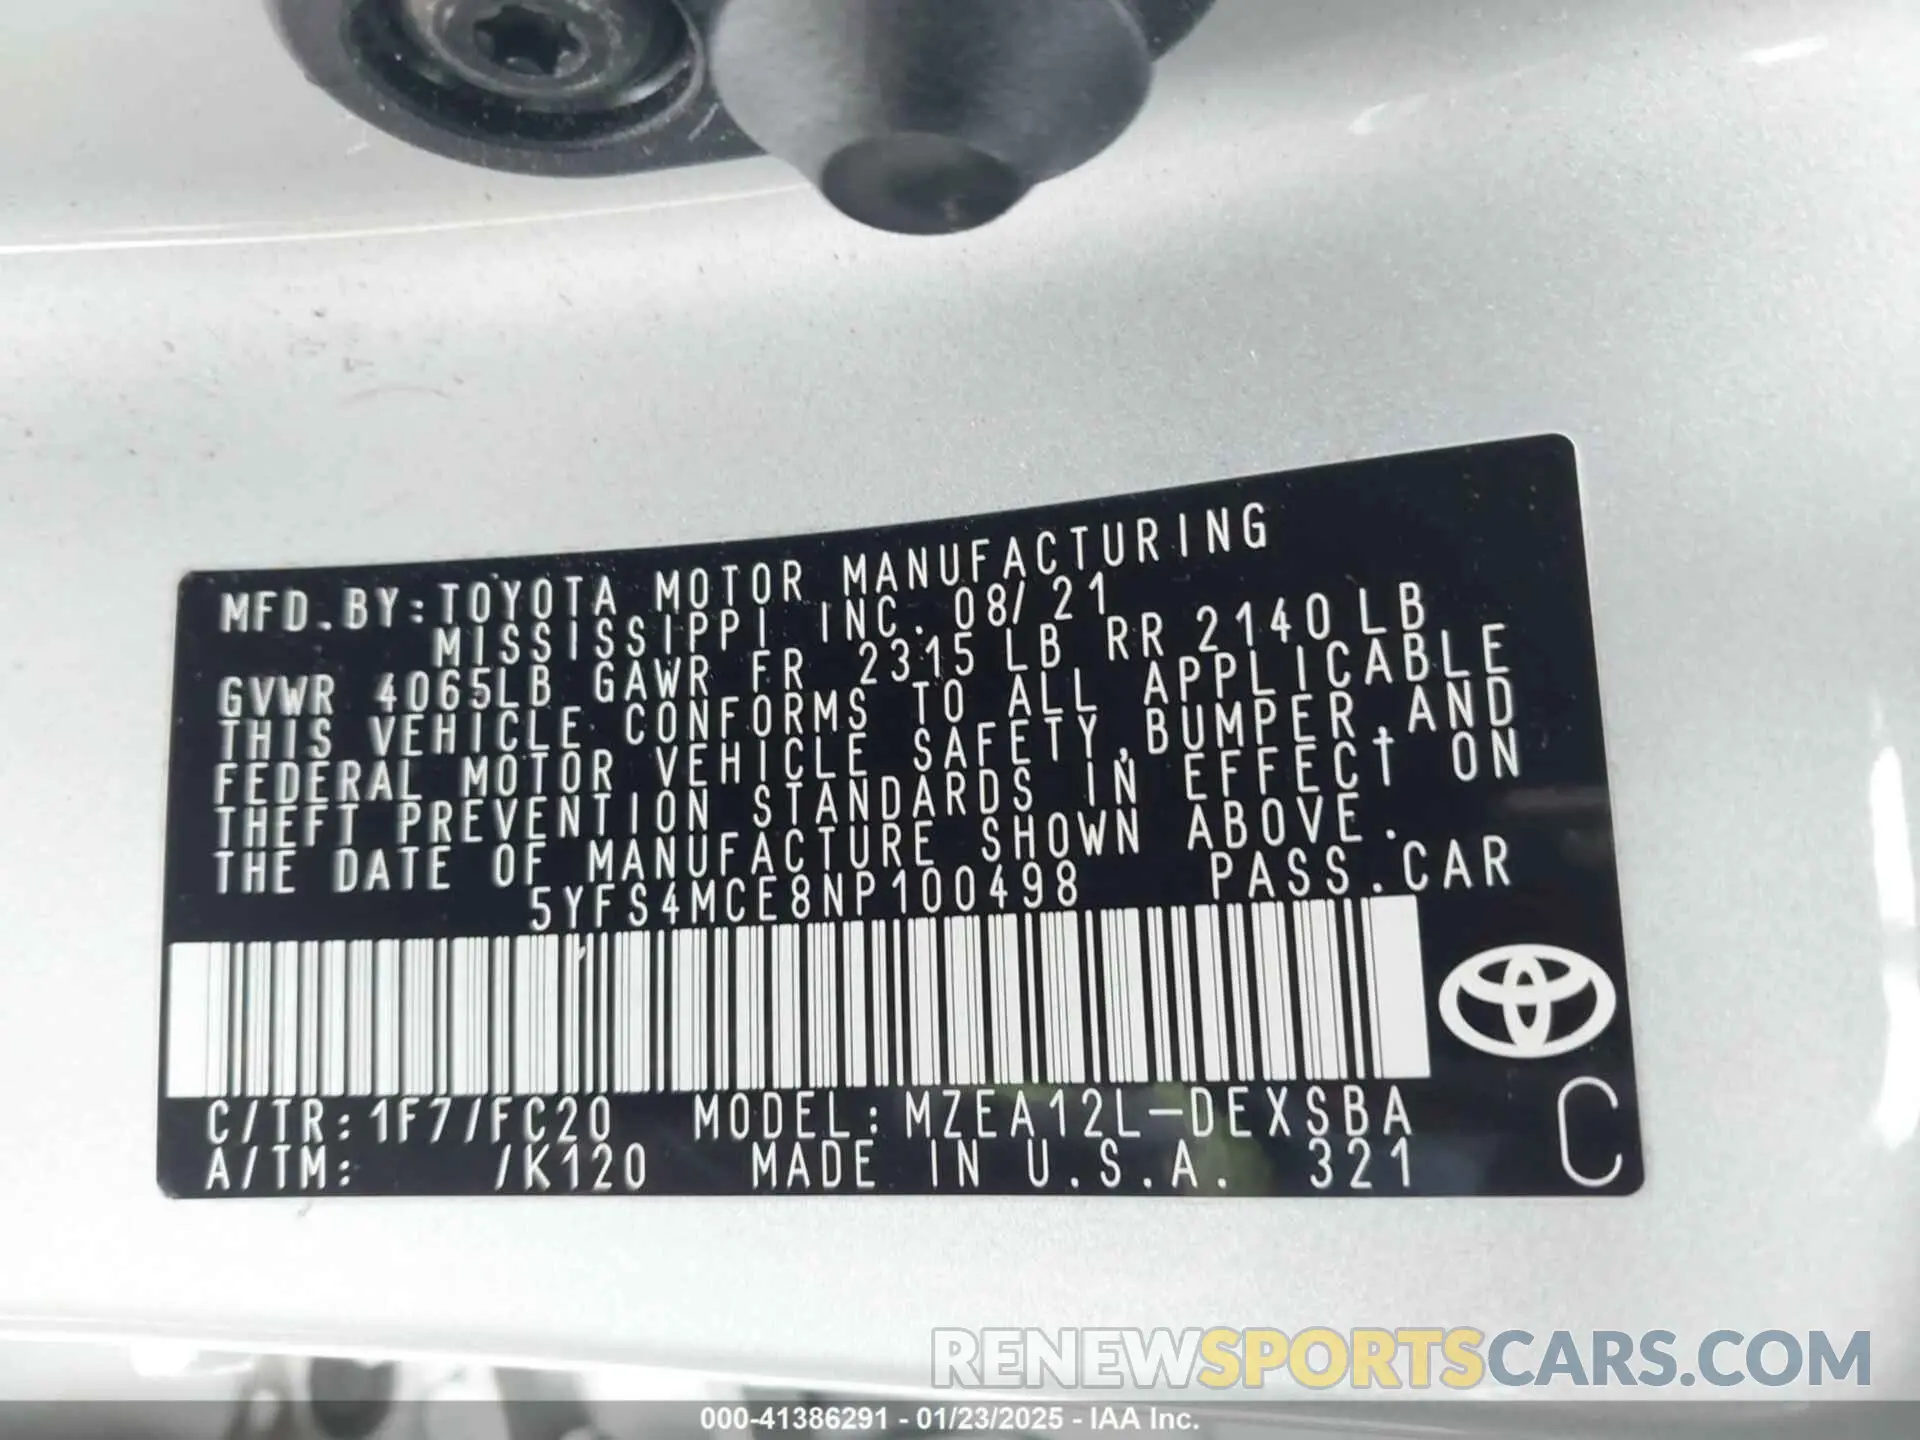 MFD.BY:TOYOTA MOTOR MANUFACTURING
MISSISSIPPI INC. 08/21
GVWR 4065LB GAWR FR 2315LB RR 2140LB
THIS VEHICLE CONFORMS TO ALL APPLICABLE
FEDERAL MOTOR VEHICLE SAFETY,BUMPER,AND
THEFT PREVENTION STANDARDS IN EFFECT ON
THE DATE OF MANUFACTURE SHOWN ABOVE.
5YFS4MCE8NP100498 PASS.CAR
C/TR:1F7/FC20 MODEL:MZEA12L-DEXSBA
A/TM: /K120 MADE IN U.S.A. 321
C
RENEWSPORTSCARS.COM
000-41386291 - 01/23/2025 - IAA Inc.